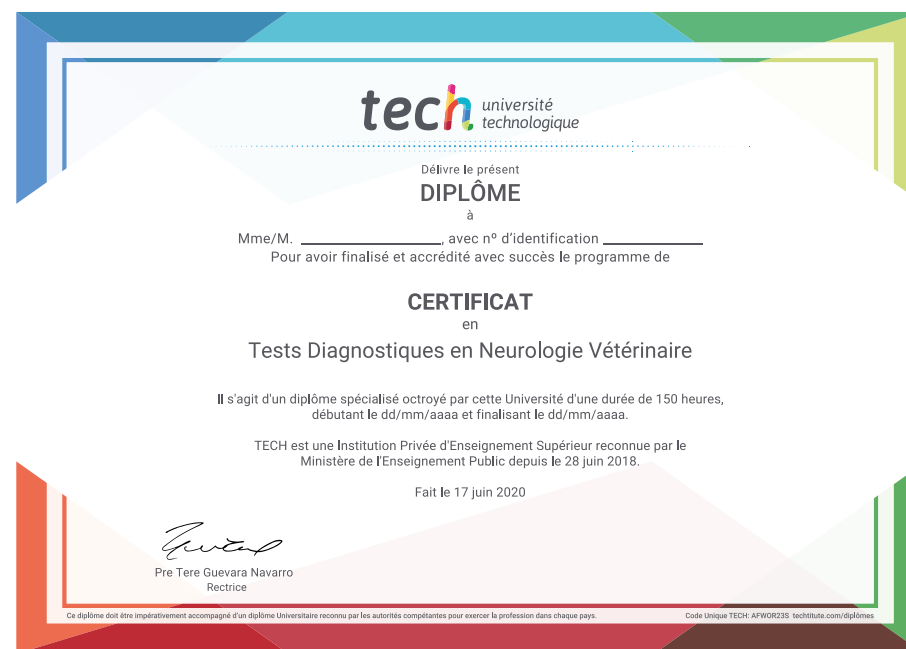 tech université
technologique
Délivre le présent
DIPLÔME
à
Mme/M. ____________________, avec nº d'identification ______________
Pour avoir finalisé et accrédité avec succès le programme de
CERTIFICAT
en
Tests Diagnostiques en Neurologie Vétérinaire
Il s'agit d'un diplôme spécialisé octroyé par cette Université d'une durée de 150 heures,
débutant le dd/mm/aaaa et finalisant le dd/mm/aaaa.
TECH est une Institution Privée d'Enseignement Supérieur reconnue par le
Ministère de l'Enseignement Public depuis le 28 juin 2018.
Fait le 17 juin 2020
Pre Tere Guevara Navarro
Rectrice
Ce diplôme doit être impérativement accompagné d'un diplôme Universitaire reconnu par les autorités compétantes pour exercer la profession dans chaque pays.
Code Unique TECH: AFWOR23S techtitute.com/diplômes